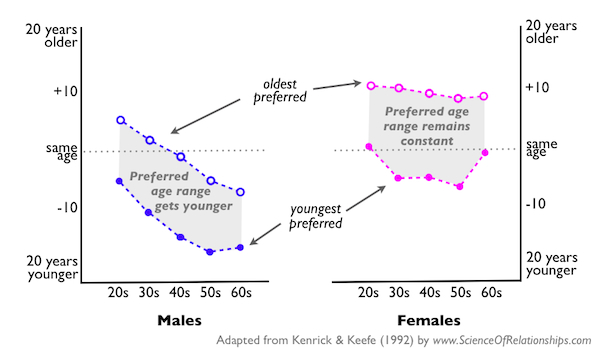 20 years
older
+10
same
age
-10
20 years
younger
oldest
preferred
Preferred
age range
gets younger
youngest
preferred
Preferred age
range remains
constant
20 years
older
+10
same
age
-10
20 years
younger
20s 30s 40s 50s 60s
20s 30s 40s 50s 60s
Males
Females
Adapted from Kenrick & Keefe (1992) by www.ScienceOfRelationships.com